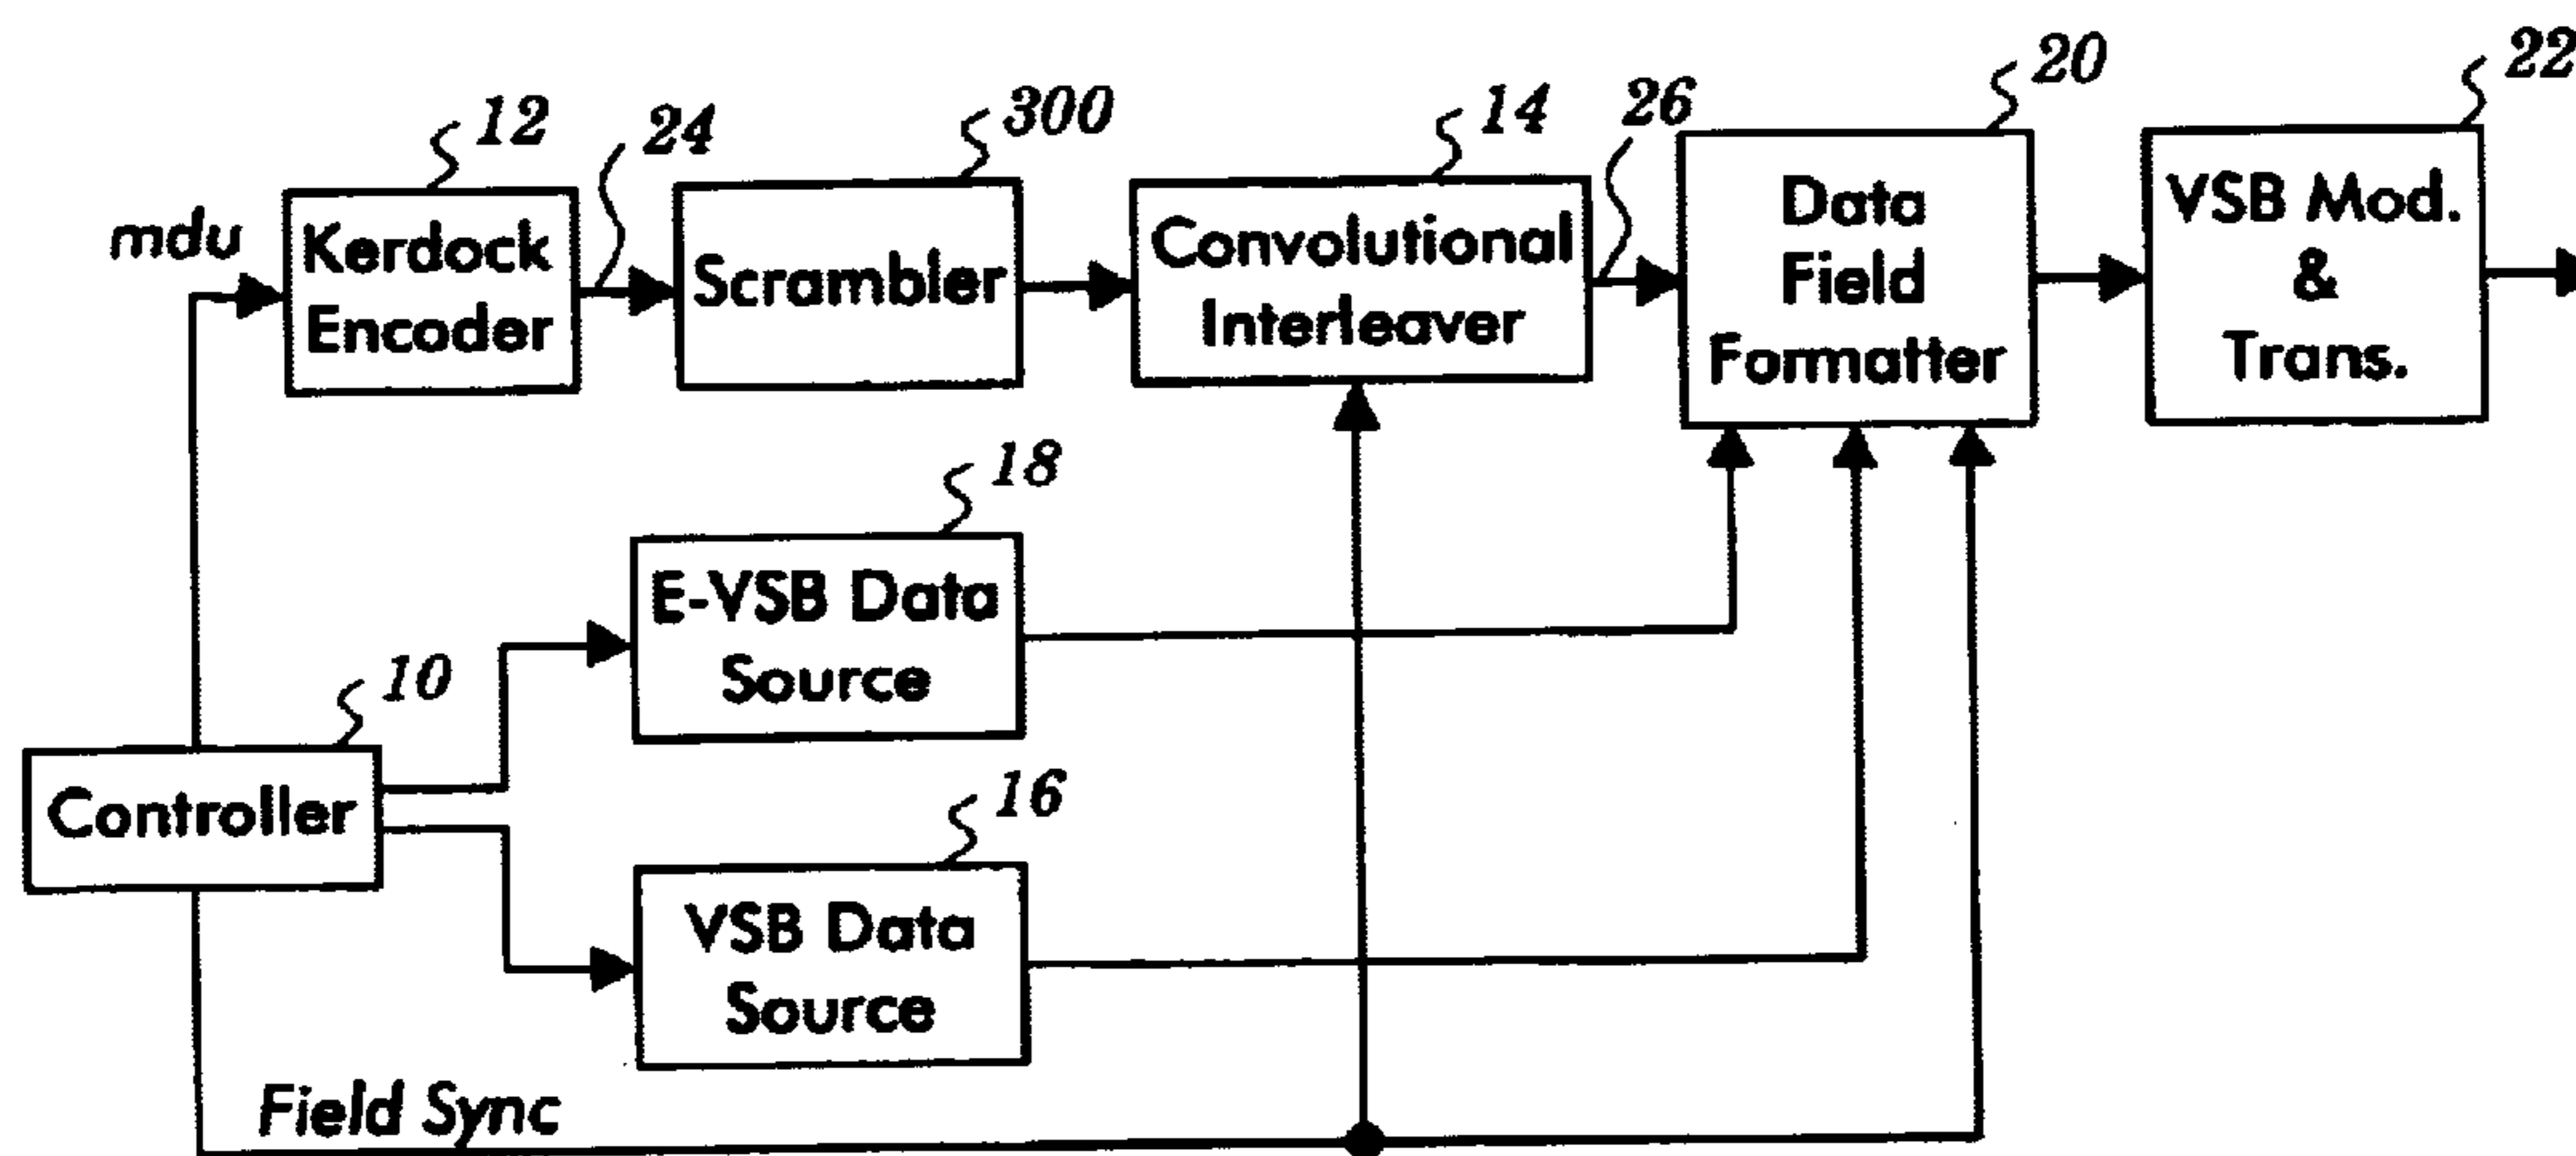 mdu
12
Kerdock
Encoder
24
300
Scrambler
14
Convolutional
Interleaver
26
20
Data
Field
Formatter
22
VSB Mod.
&
Trans.
18
E-VSB Data
Source
10
Controller
16
VSB Data
Source
Field Sync